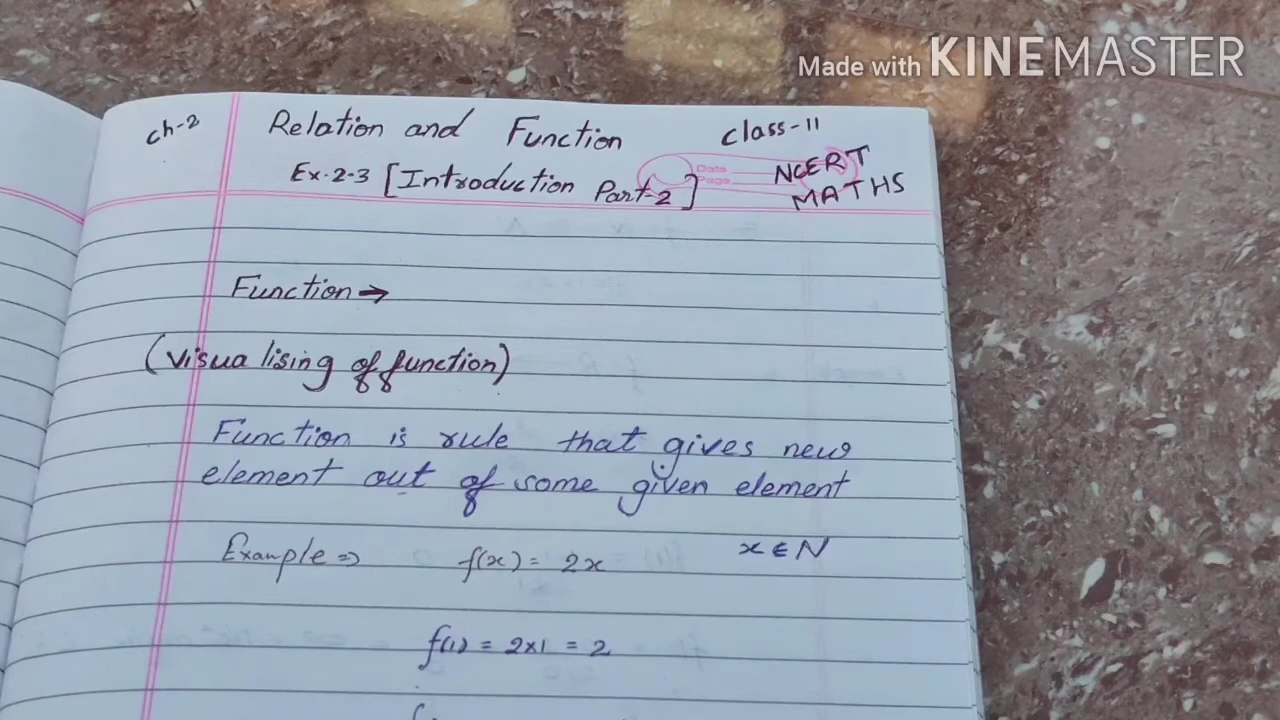 Made with KINEMASTER
ch-2 Relation and Function class-11
Ex.2.3 [Introduction Part-2] NCERT
MATHS
Date
Page
Function→
(visualising of function)
Function is rule that gives new
element out of some given element
Example ⇒ f(x) = 2x x ∈ N
f(1) = 2×1 = 2